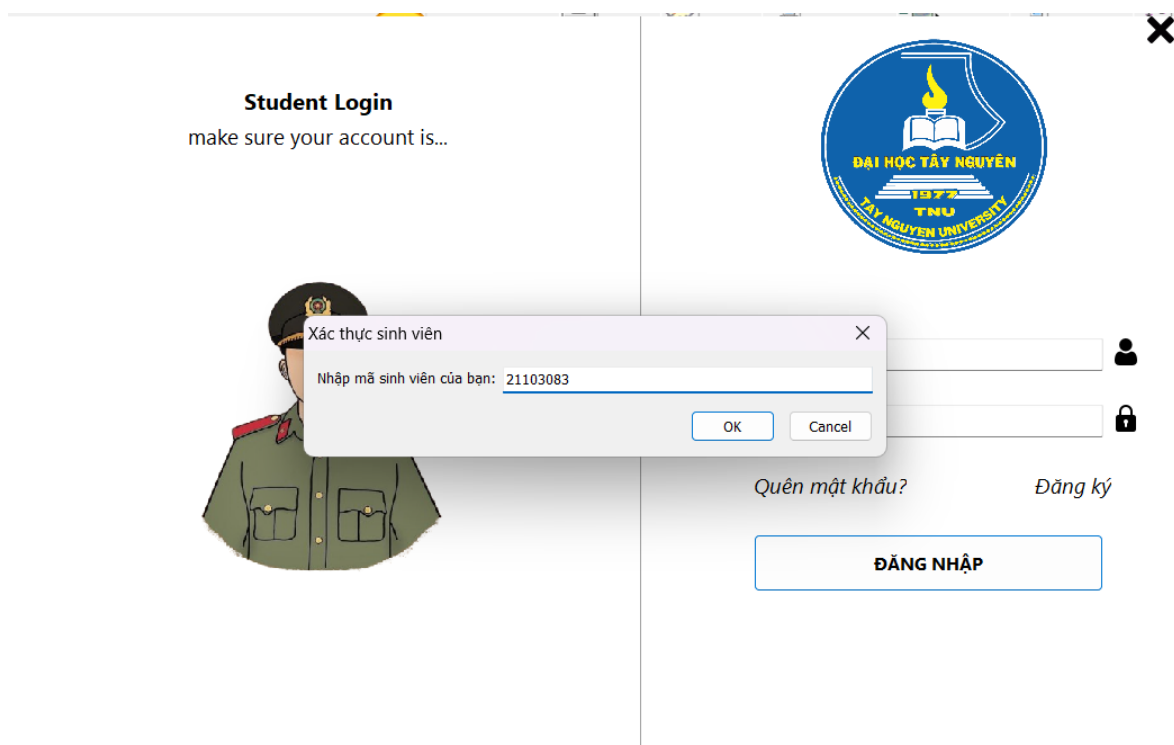 Student Login
make sure your account is...
ĐẠI HỌC TÂY NGUYÊN
1977
TNU
TAY NGUYEN UNIVERSITY
Xác thực sinh viên
Nhập mã sinh viên của bạn: 21103083
OK Cancel
Quên mật khẩu? Đăng ký
ĐĂNG NHẬP